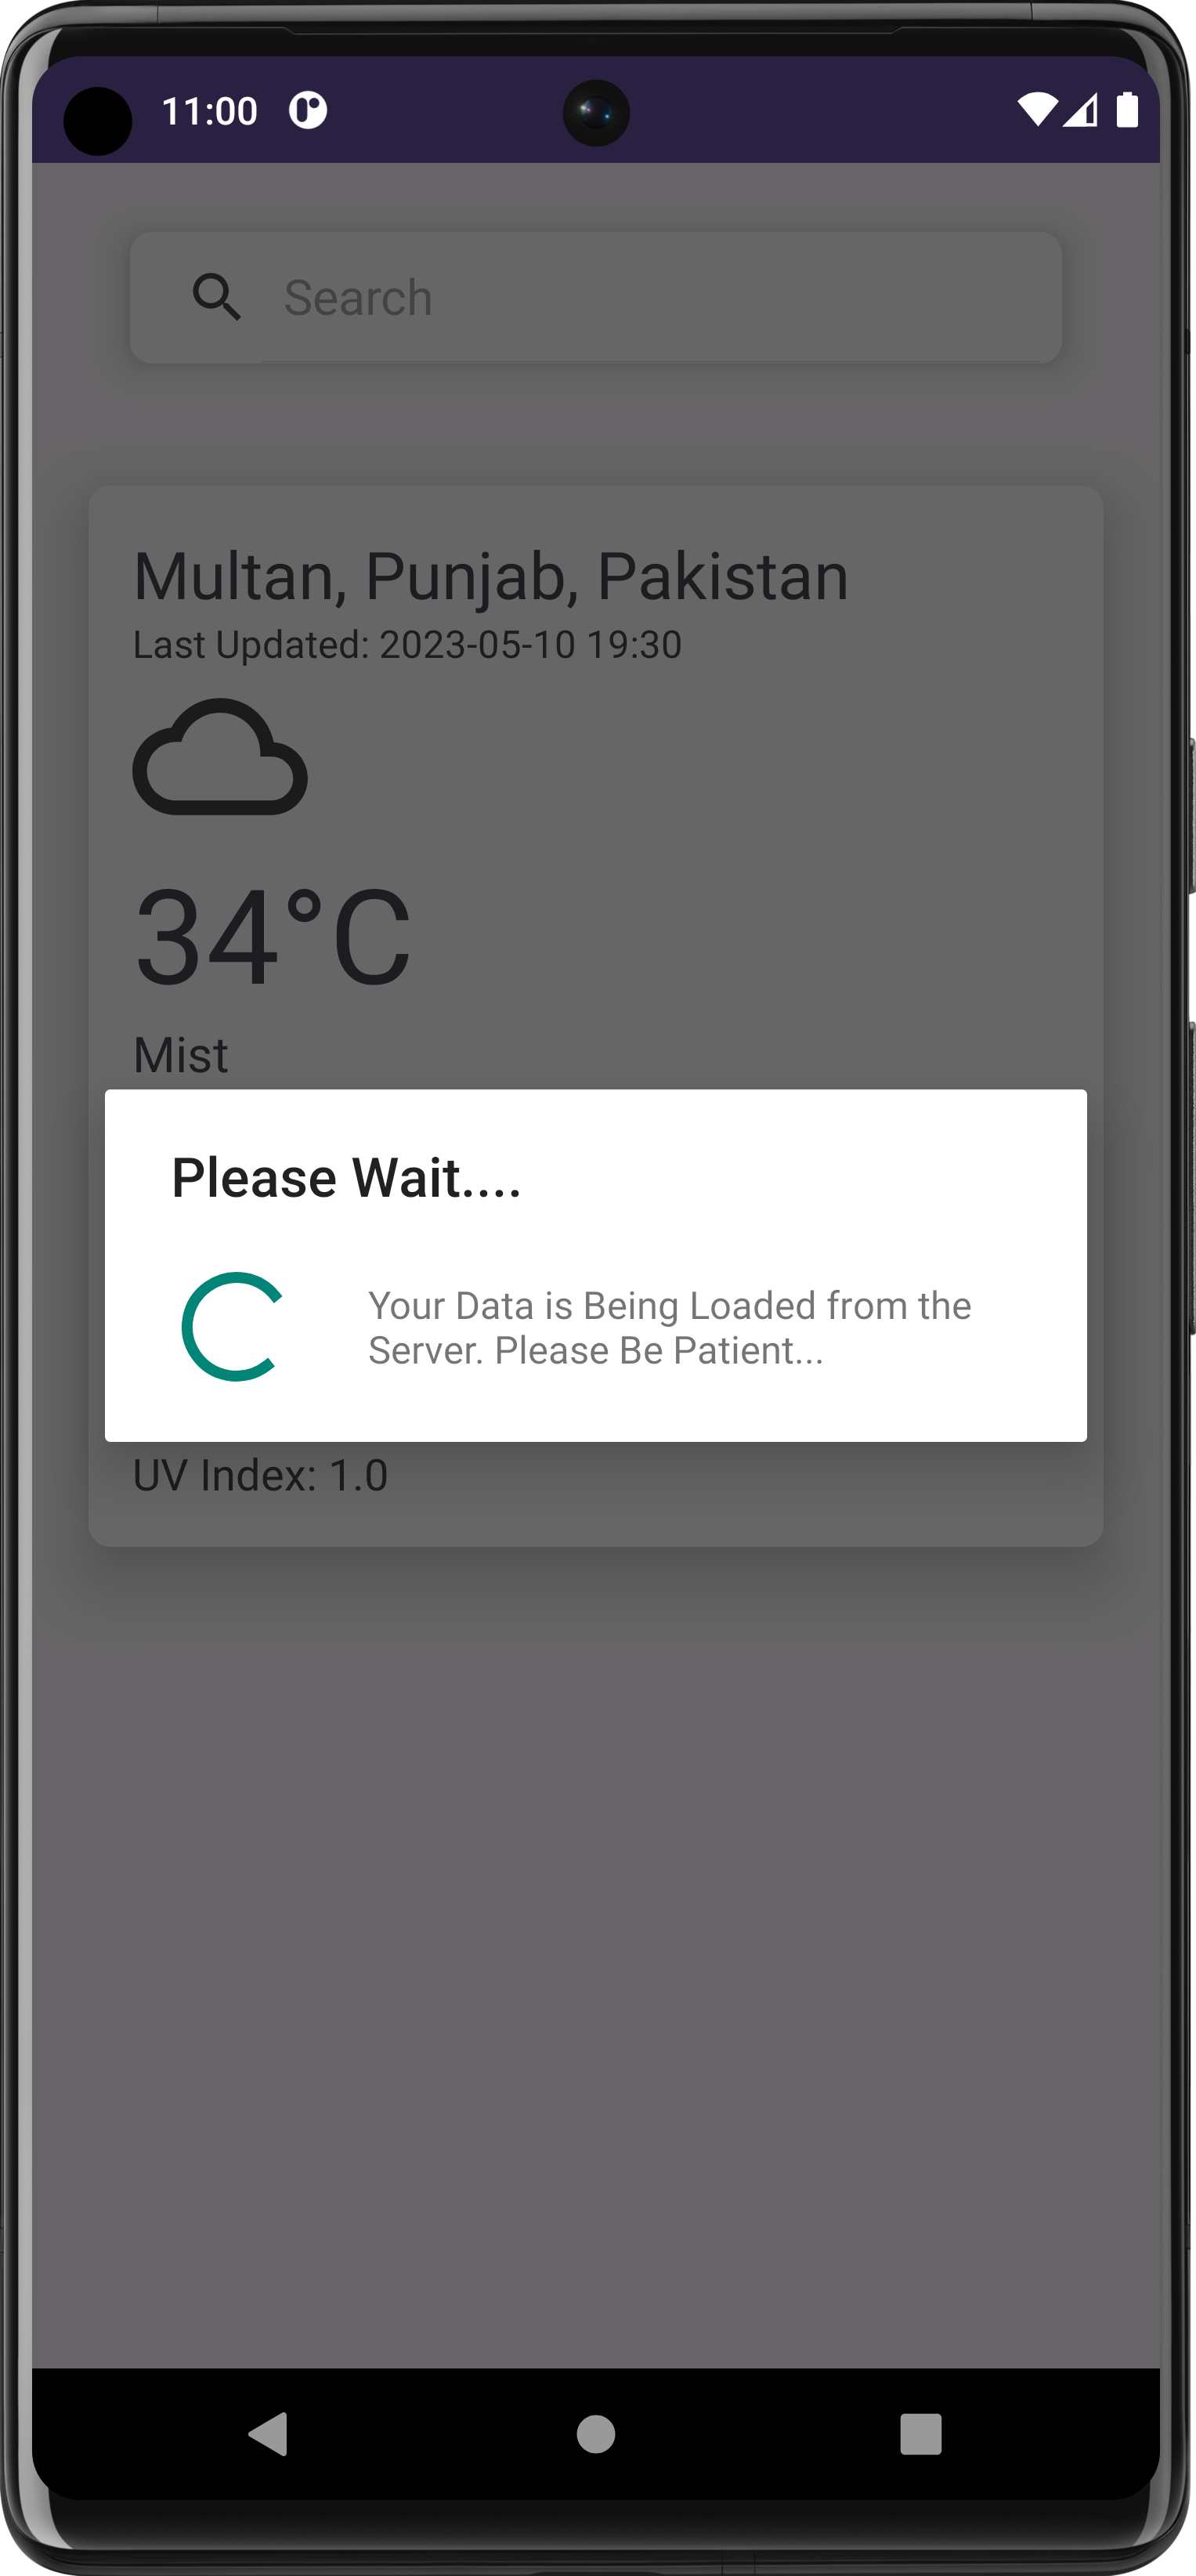 11:00
Search
Multan, Punjab, Pakistan
Last Updated: 2023-05-10 19:30
34°C
Mist
Please Wait....
Your Data is Being Loaded from the
Server. Please Be Patient...
UV Index: 1.0